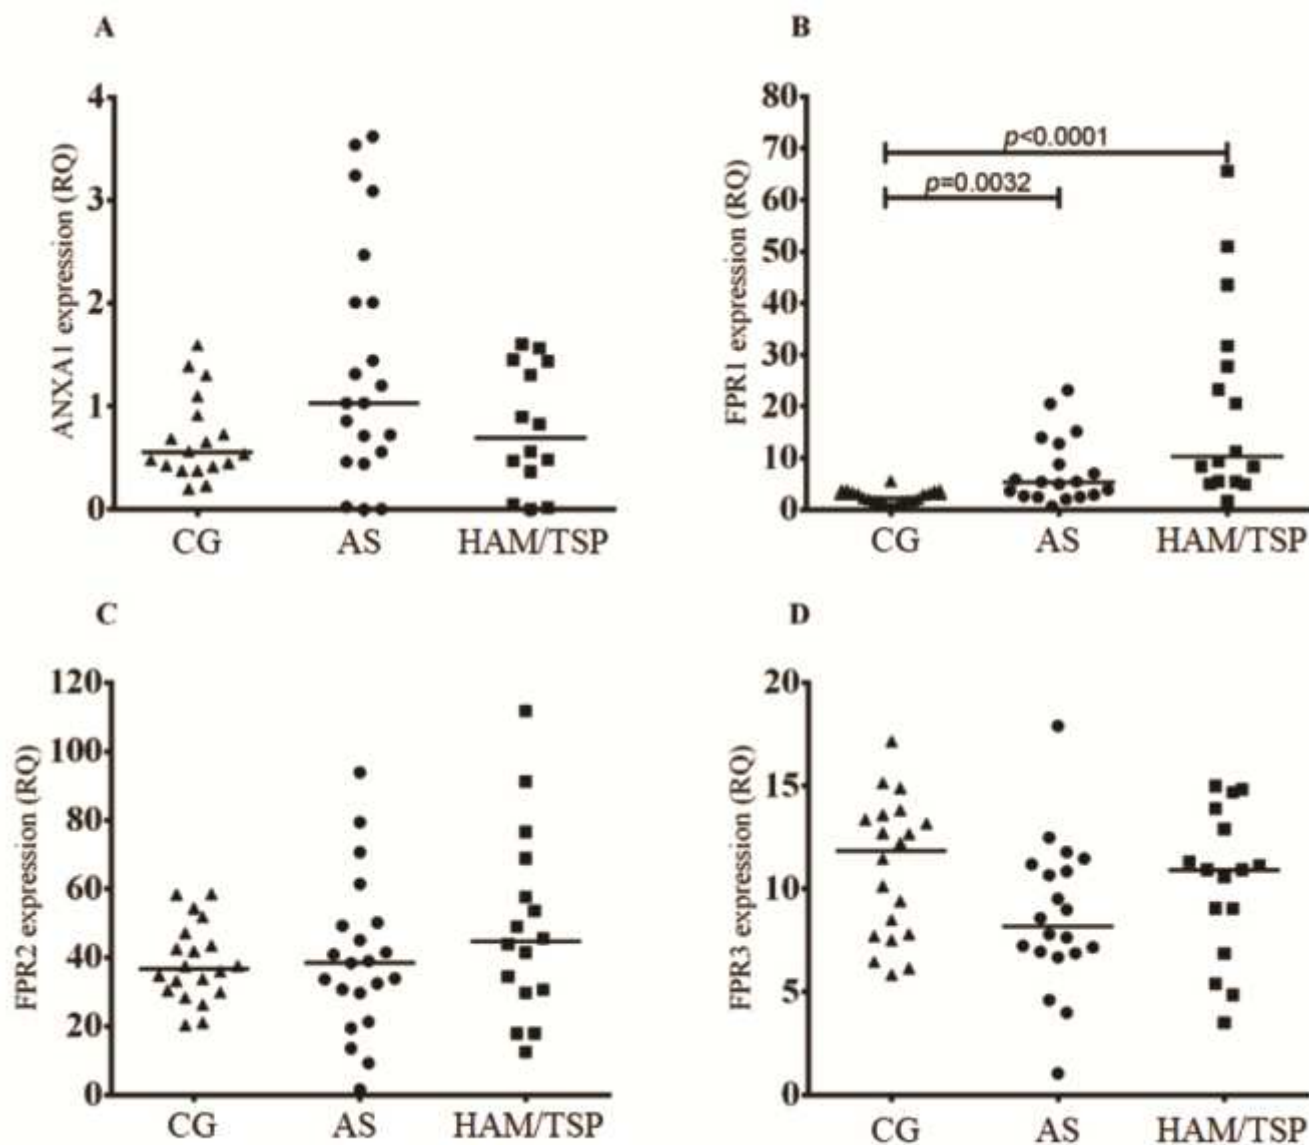 A
ANXA1 expression (RQ)
4
3
2
1
0
CG AS HAM/TSP
B
FPR1 expression (RQ)
80
70
60
50
40
30
20
10
0
p<0.0001
p=0.0032
CG AS HAM/TSP
C
FPR2 expression (RQ)
120
100
80
60
40
20
0
CG AS HAM/TSP
D
FPR3 expression (RQ)
20
15
10
5
0
CG AS HAM/TSP